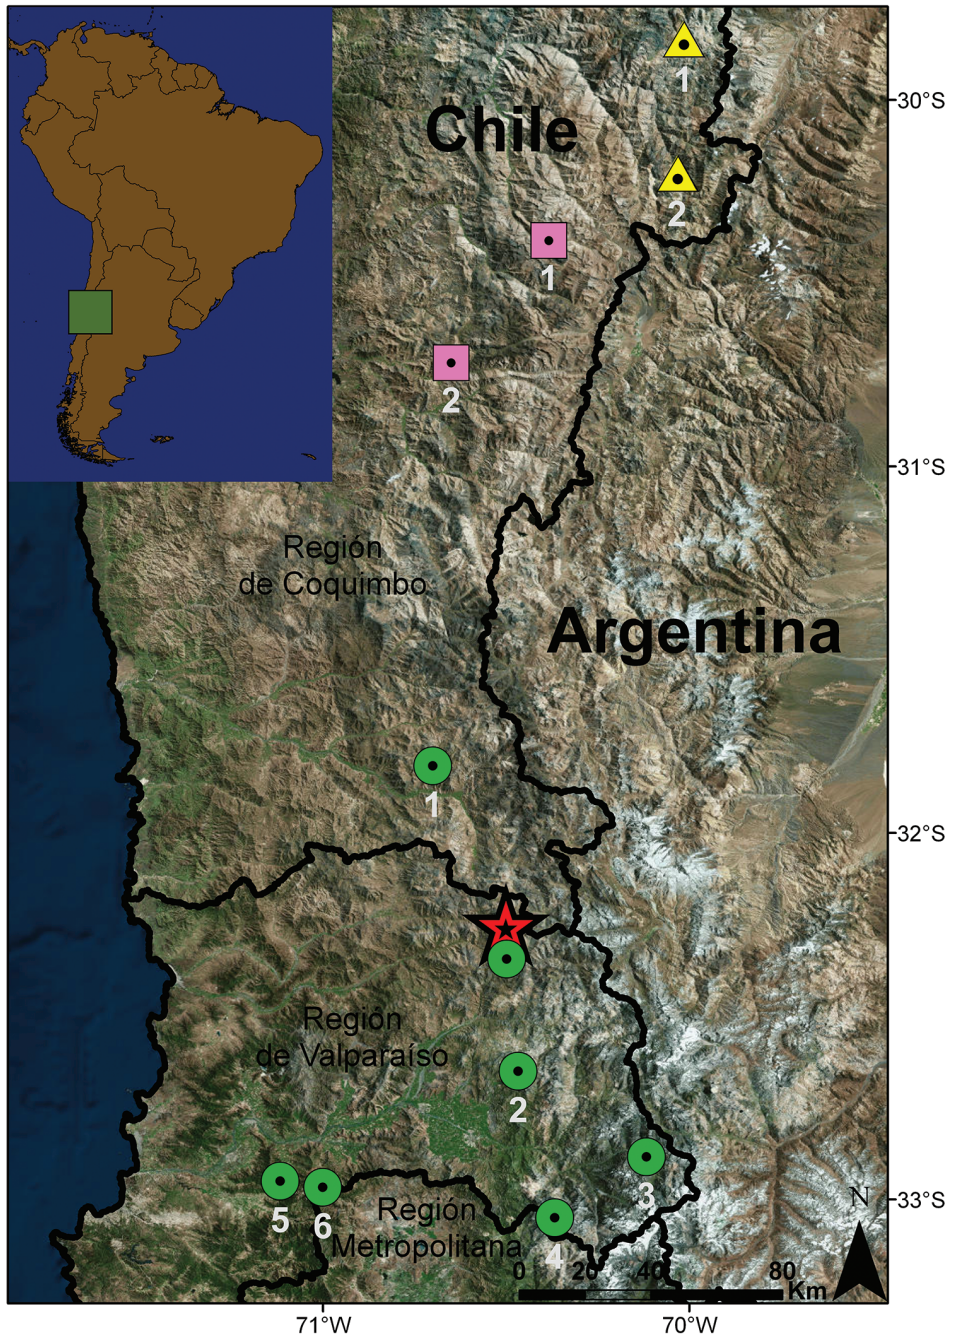 1
30°S
Chile
2
1
2
31°S
Región
de Coquimbo
Argentina
1
32°S
Región
de Valparaíso
2
3
N
33°S
5
6
Región
Metropolitana
4
0 20 40 80
Km
71°W
70°W